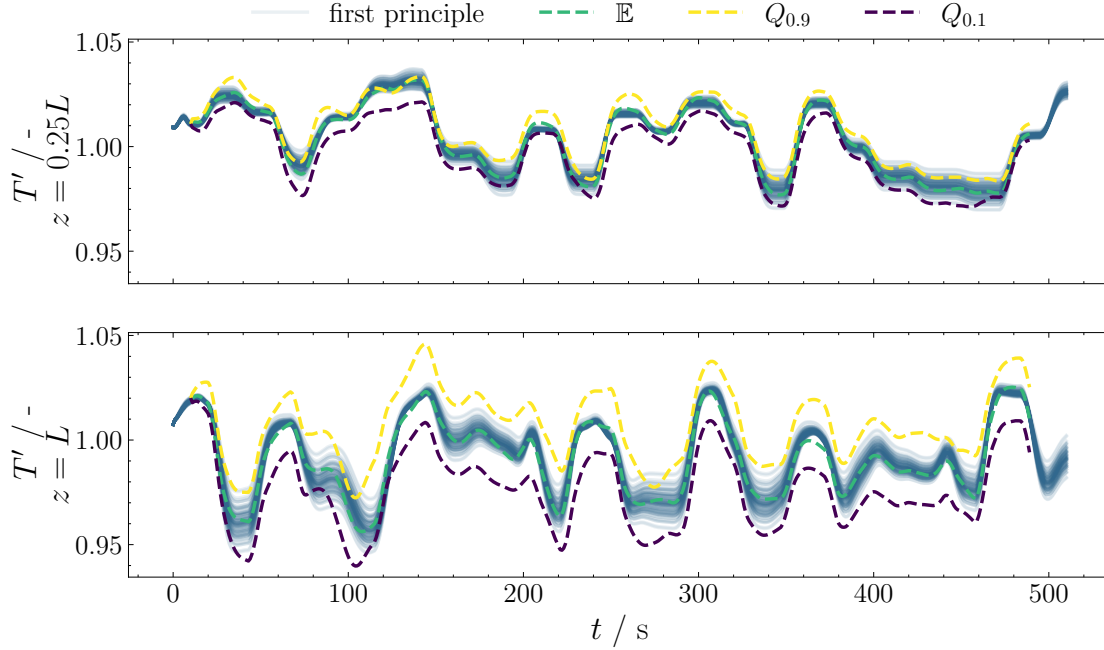 first principle 𝔼 Q₀.₉ Q₀.₁
1.05
1.00
0.95
T′ / -
z = 0.25L
1.05
1.00
0.95
T′ / -
z = L
0 100 200 300 400 500
t / s